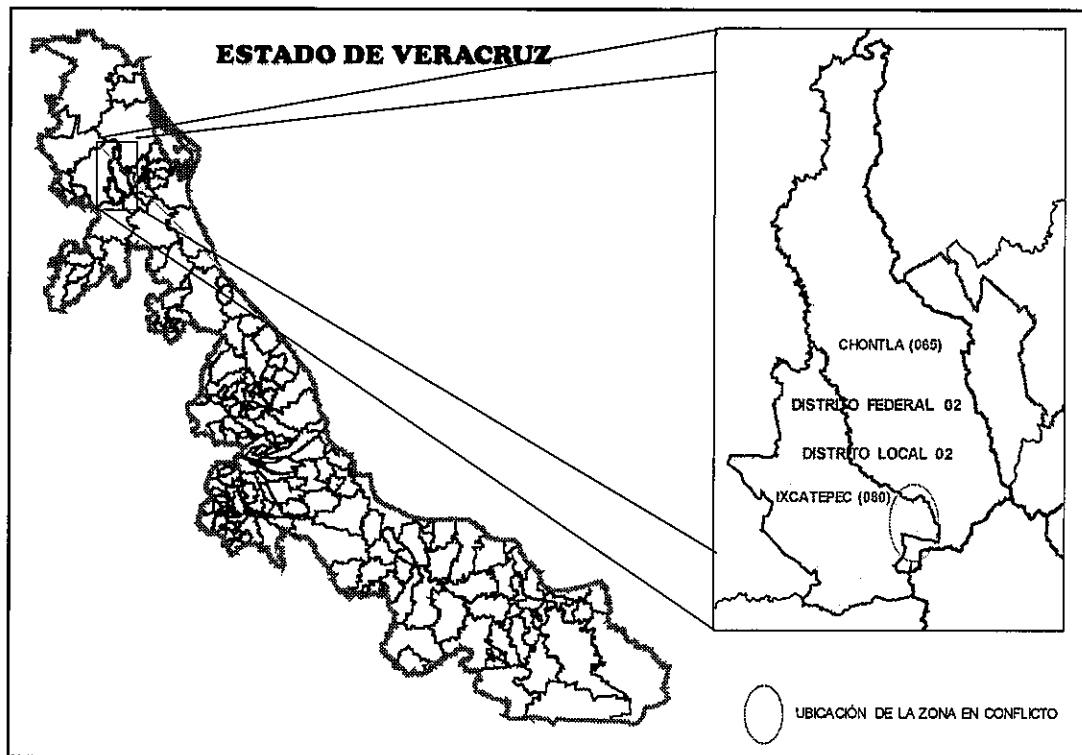 ESTADO DE VERACRUZ
CHONTLA (065)
DISTRITO FEDERAL 02
DISTRITO LOCAL 02
IXCATEPEC (080)
UBICACIÓN DE LA ZONA EN CONFLICTO